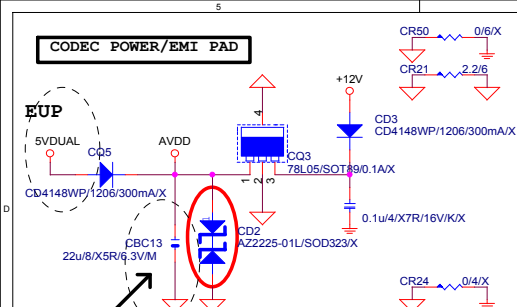 5
CODEC POWER/EMI PAD
CR50
0/6/X
CR21
2.2/6
+12V
EUP
4
CD3
CD4148WP/1206/300mA/X
5VDUAL
AVDD
CQ5
CQ3
78L05/SOT89/0.1A/X
1
2
3
CD4148WP/1206/300mA/X
D
0.1u/4/X7R/16V/K/X
CD2
AZ2225-01L/SOD323/X
CBC13
22u/8/X5R/6.3V/M
CR24
0/4/X